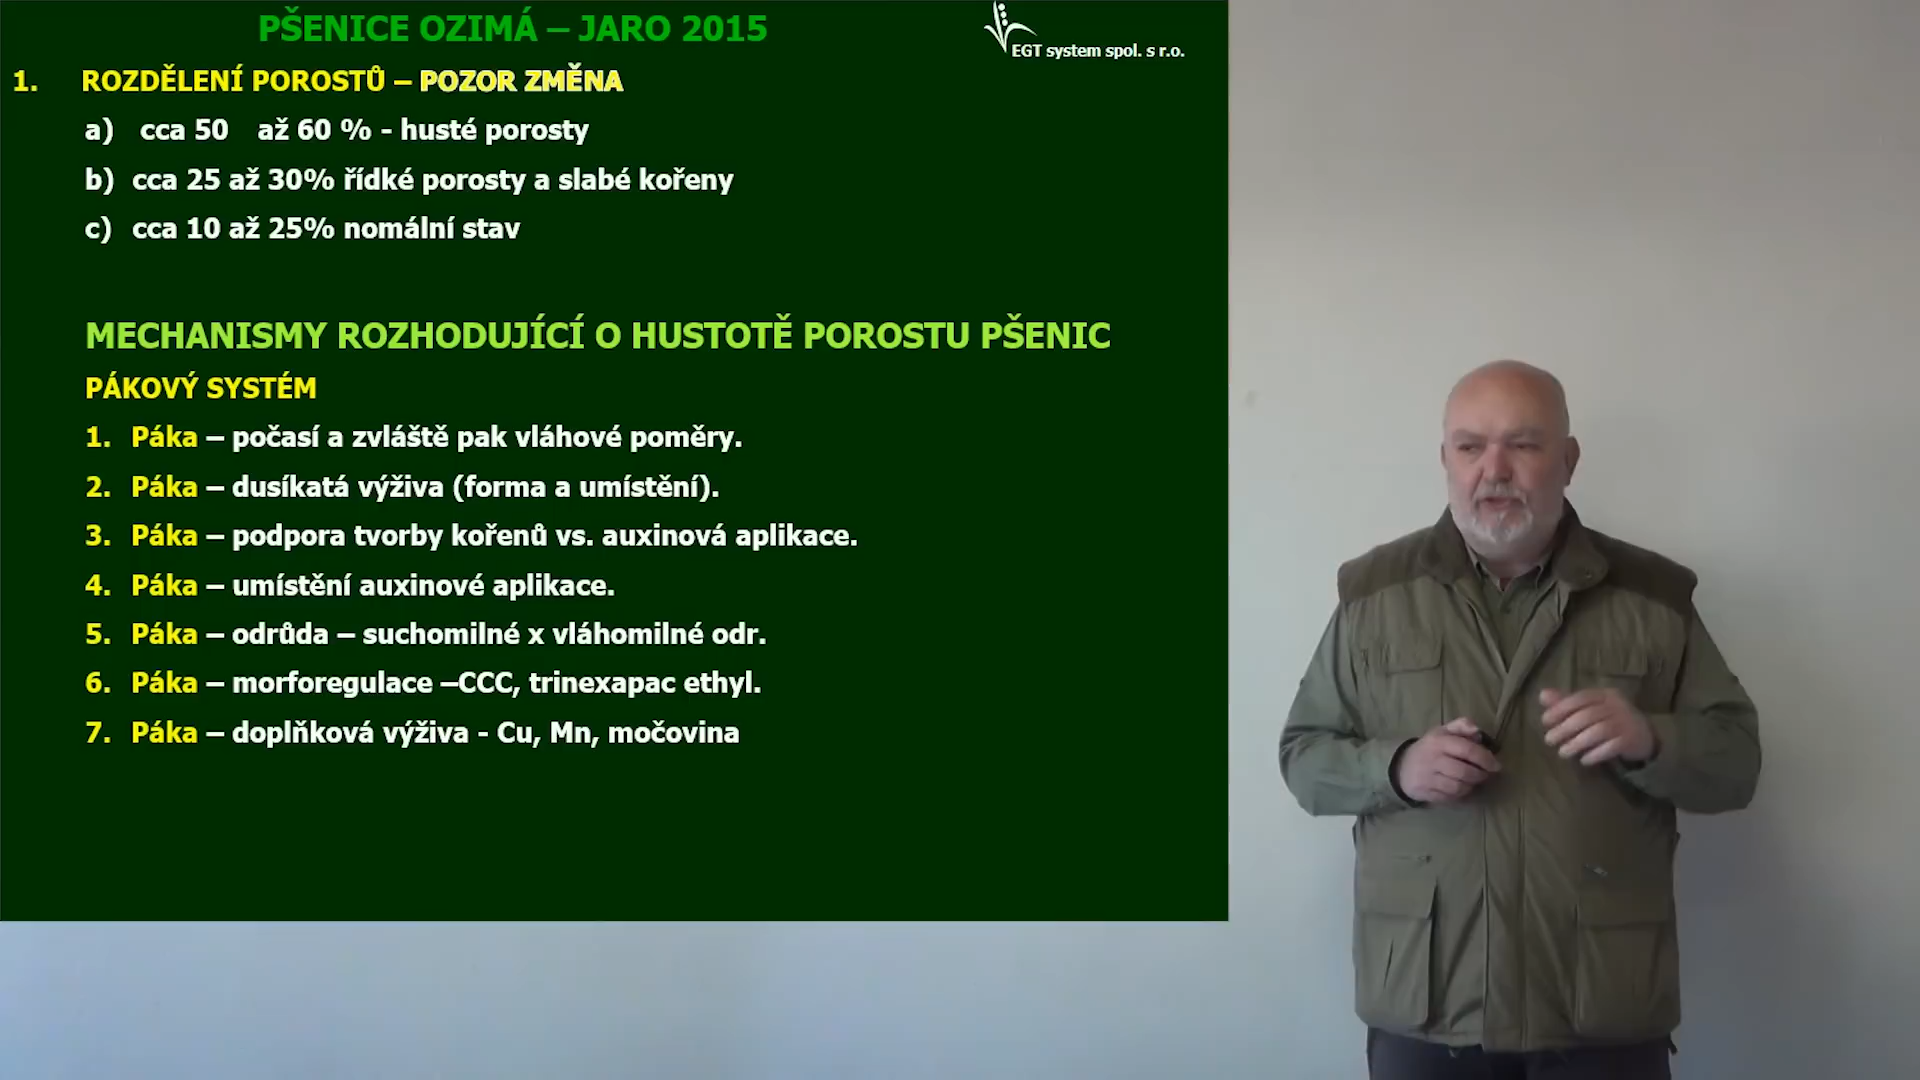 PŠENICE OZIMÁ – JARO 2015
EGT system spol. s r.o.
1. ROZDĚLENÍ POROSTŮ – POZOR ZMĚNA
a) cca 50 až 60 % - husté porosty
b) cca 25 až 30% řídké porosty a slabé kořeny
c) cca 10 až 25% nomální stav
MECHANISMY ROZHODUJÍCÍ O HUSTOTĚ POROSTU PŠENIC
PÁKOVÝ SYSTÉM
1. Páka – počasí a zvláště pak vláhové poměry.
2. Páka – dusíkatá výživa (forma a umístění).
3. Páka – podpora tvorby kořenů vs. auxinová aplikace.
4. Páka – umístění auxinové aplikace.
5. Páka – odrůda – suchomilné x vláhomilné odr.
6. Páka – morforegulace –CCC, trinexapac ethyl.
7. Páka – doplňková výživa - Cu, Mn, močovina